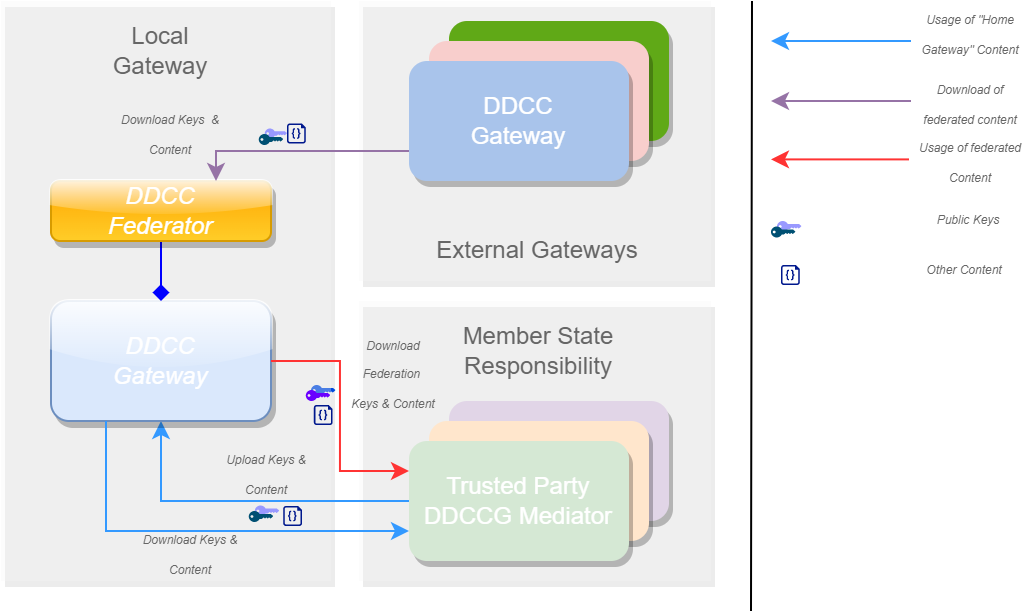 Local
Gateway
Download Keys &
Content
{}
DDCC
Federator
DDCC
Gateway
DDCC
Gateway
External Gateways
Member State
Responsibility
Download
Federation
Keys & Content
{}
Upload Keys &
Content
{}
Download Keys &
Content
Trusted Party
DDCCG Mediator
Usage of "Home
Gateway" Content
Download of
federated content
Usage of federated
Content
Public Keys
{}
Other Content